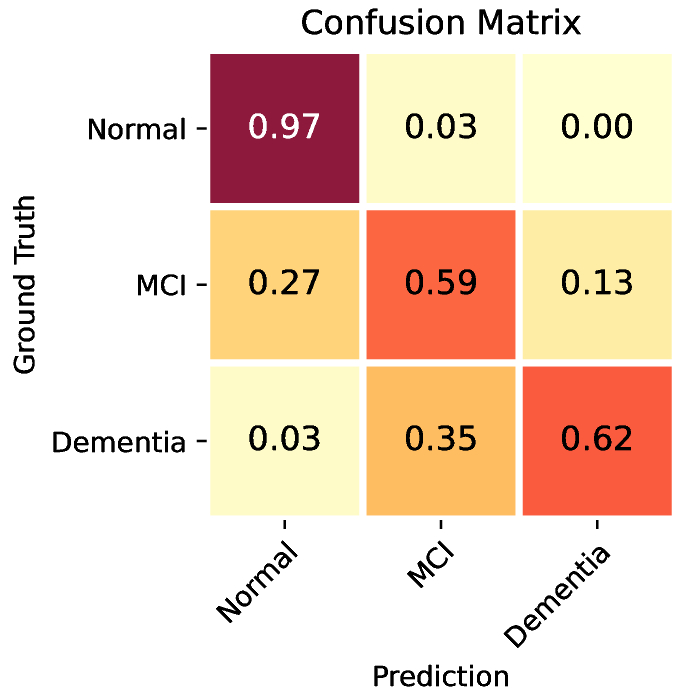 Confusion Matrix
Ground Truth
Normal 0.97 0.03 0.00
MCI 0.27 0.59 0.13
Dementia 0.03 0.35 0.62
Normal MCI Dementia
Prediction